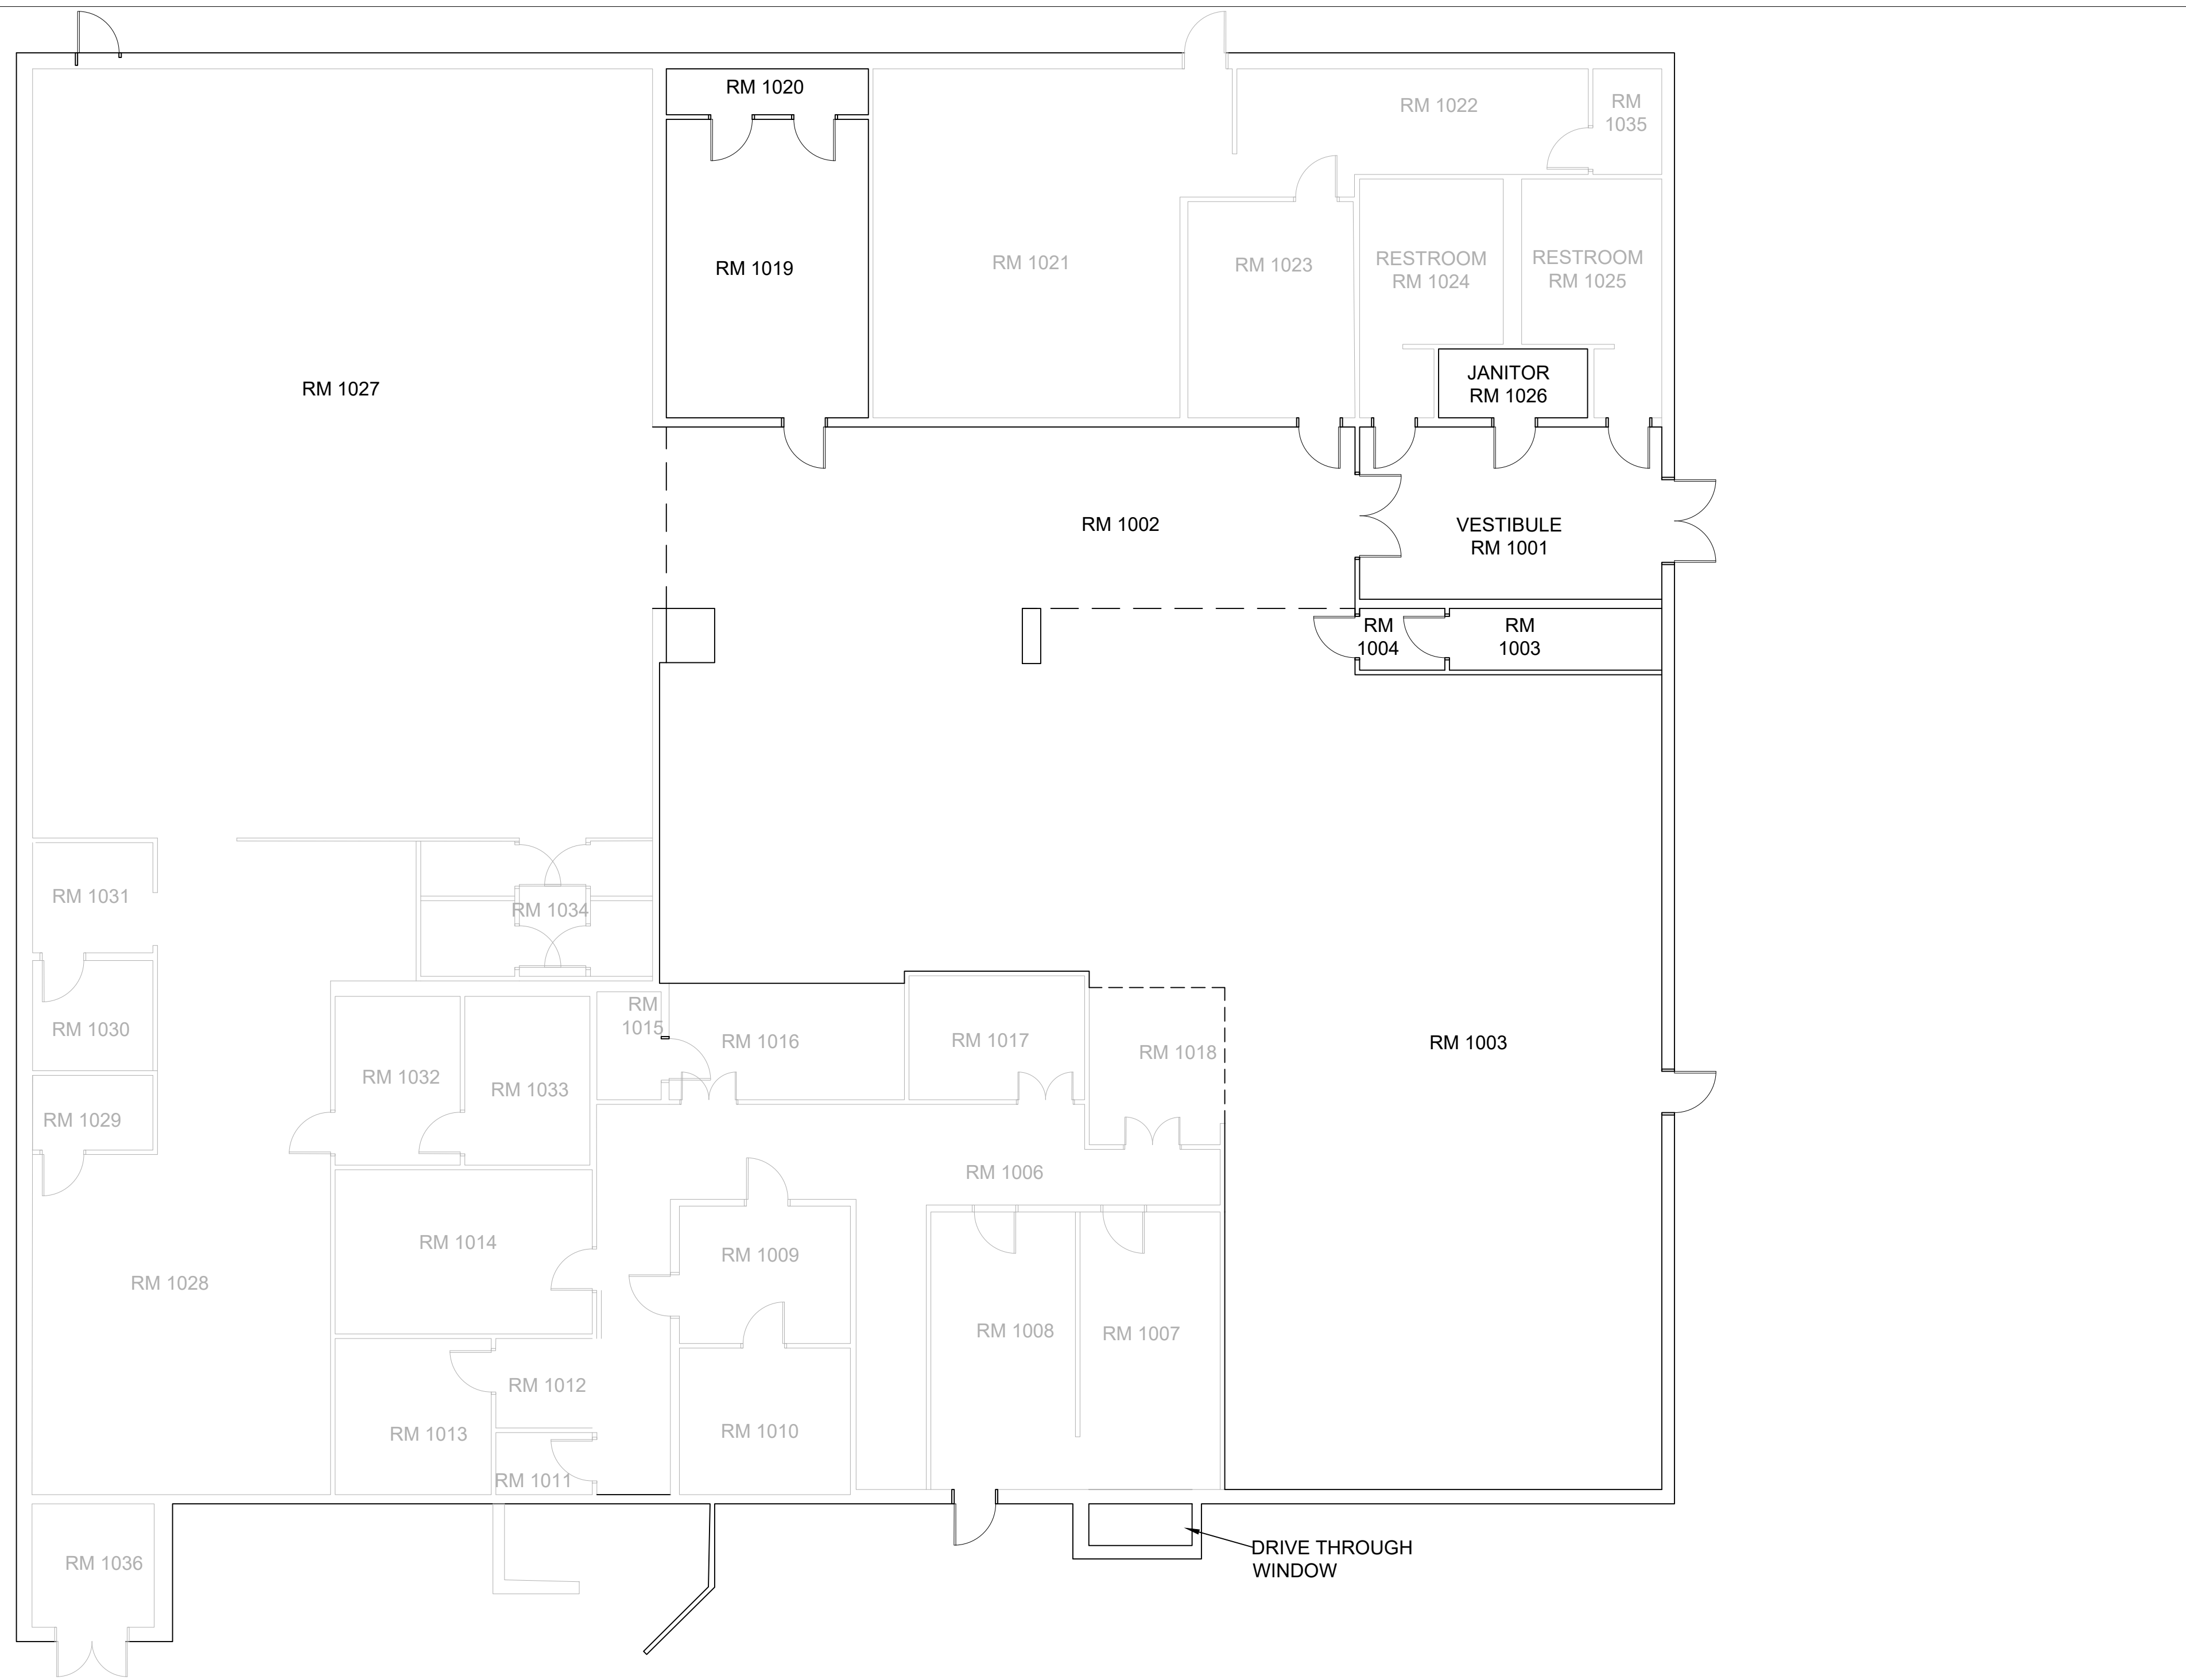 RM 1020
RM 1022
RM
1035
RM 1019
RM 1021
RM 1023
RESTROOM
RM 1024
RESTROOM
RM 1025
RM 1027
JANITOR
RM 1026
RM 1002
VESTIBULE
RM 1001
RM
1004
RM
1003
RM 1031
RM 1034
RM 1030
RM
1015
RM 1016
RM 1017
RM 1018
RM 1003
RM 1032
RM 1033
RM 1029
RM 1006
RM 1014
RM 1009
RM 1028
RM 1008
RM 1007
RM 1012
RM 1013
RM 1010
RM 1011
RM 1036
DRIVE THROUGH
WINDOW